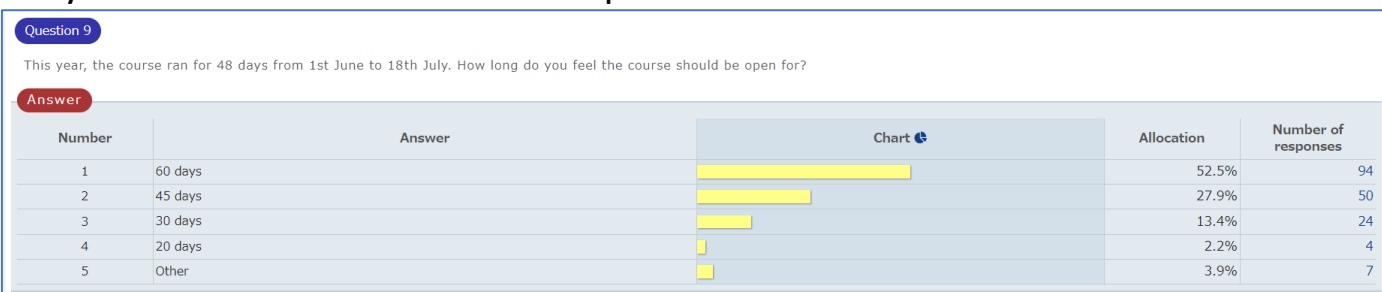 Question 9
This year, the course ran for 48 days from 1st June to 18th July. How long do you feel the course should be open for?
Answer
Number Answer Chart Allocation Number of responses
1 60 days 52.5% 94
2 45 days 27.9% 50
3 30 days 13.4% 24
4 20 days 2.2% 4
5 Other 3.9% 7